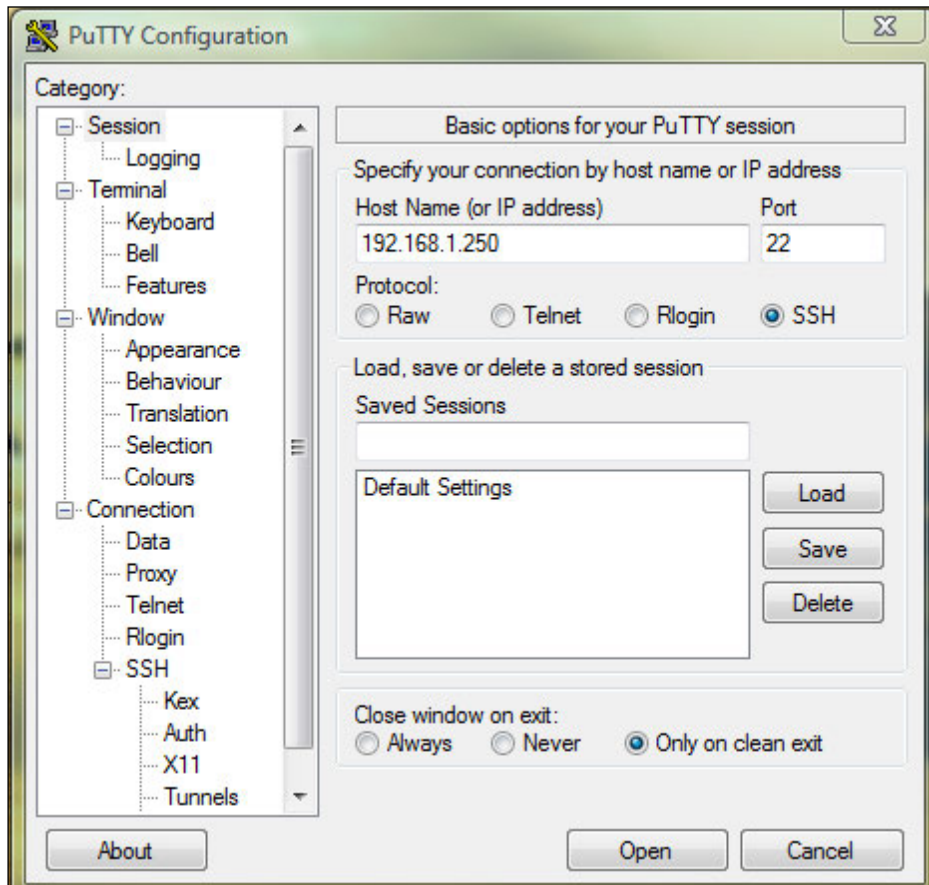 PuTTY Configuration
Category:
Session
Logging
Terminal
Keyboard
Bell
Features
Window
Appearance
Behaviour
Translation
Selection
Colours
Connection
Data
Proxy
Telnet
Rlogin
SSH
Kex
Auth
X11
Tunnels
Basic options for your PuTTY session
Specify your connection by host name or IP address
Host Name (or IP address) Port
192.168.1.250 22
Protocol:
Raw Telnet Rlogin SSH
Load, save or delete a stored session
Saved Sessions
Default Settings
Load
Save
Delete
Close window on exit:
Always Never Only on clean exit
About Open Cancel